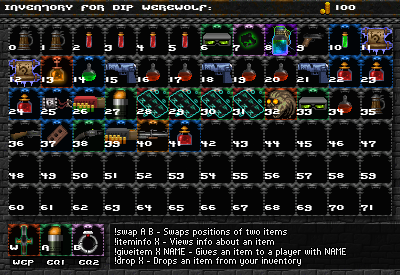 Inventory for Dip Werewolf: 100
0 1 2 3 4 5 6 7 8 9 10 11
12 13 14 15 16 17 18 19 20 21 22 23
24 25 26 27 28 29 30 31 32 33 34 35
36 37 38 39 40 41 42 43 44 45 46 47
48 49 50 51 52 53 54 55 56 57 58 59
60 61 62 63 64 65 66 67 68 69 70 71
W A B
WEP EQ1 EQ2
!swap A B - Swaps positions of two items
!iteminfo X - Views info about an item
!giveitem X NAME - Gives an item to a player with NAME
!drop X - Drops an item from your inventory